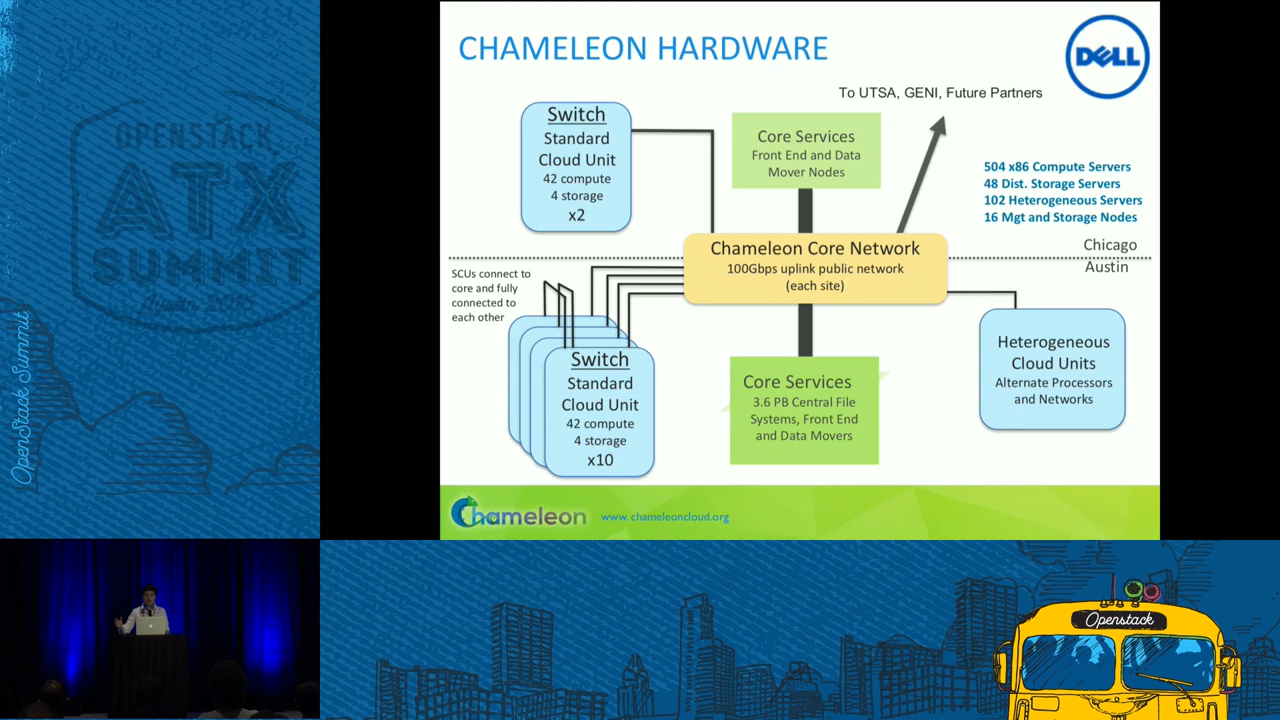 CHAMELEON HARDWARE
DELL
To UTSA, GENI, Future Partners
Switch
Standard
Cloud Unit
42 compute
4 storage
x2
Core Services
Front End and Data
Mover Nodes
504 x86 Compute Servers
48 Dist. Storage Servers
102 Heterogeneous Servers
16 Mgt and Storage Nodes
Chameleon Core Network
100Gbps uplink public network
(each site)
Chicago
Austin
SCUs connect to
core and fully
connected to
each other
Switch
Standard
Cloud Unit
42 compute
4 storage
x10
Core Services
3.6 PB Central File
Systems, Front End
and Data Movers
Heterogeneous
Cloud Units
Alternate Processors
and Networks
Chameleon
www. chameleoncloud.org
OPENSTACK
ATX
SUMMIT
OpenStack Summit
Openstack